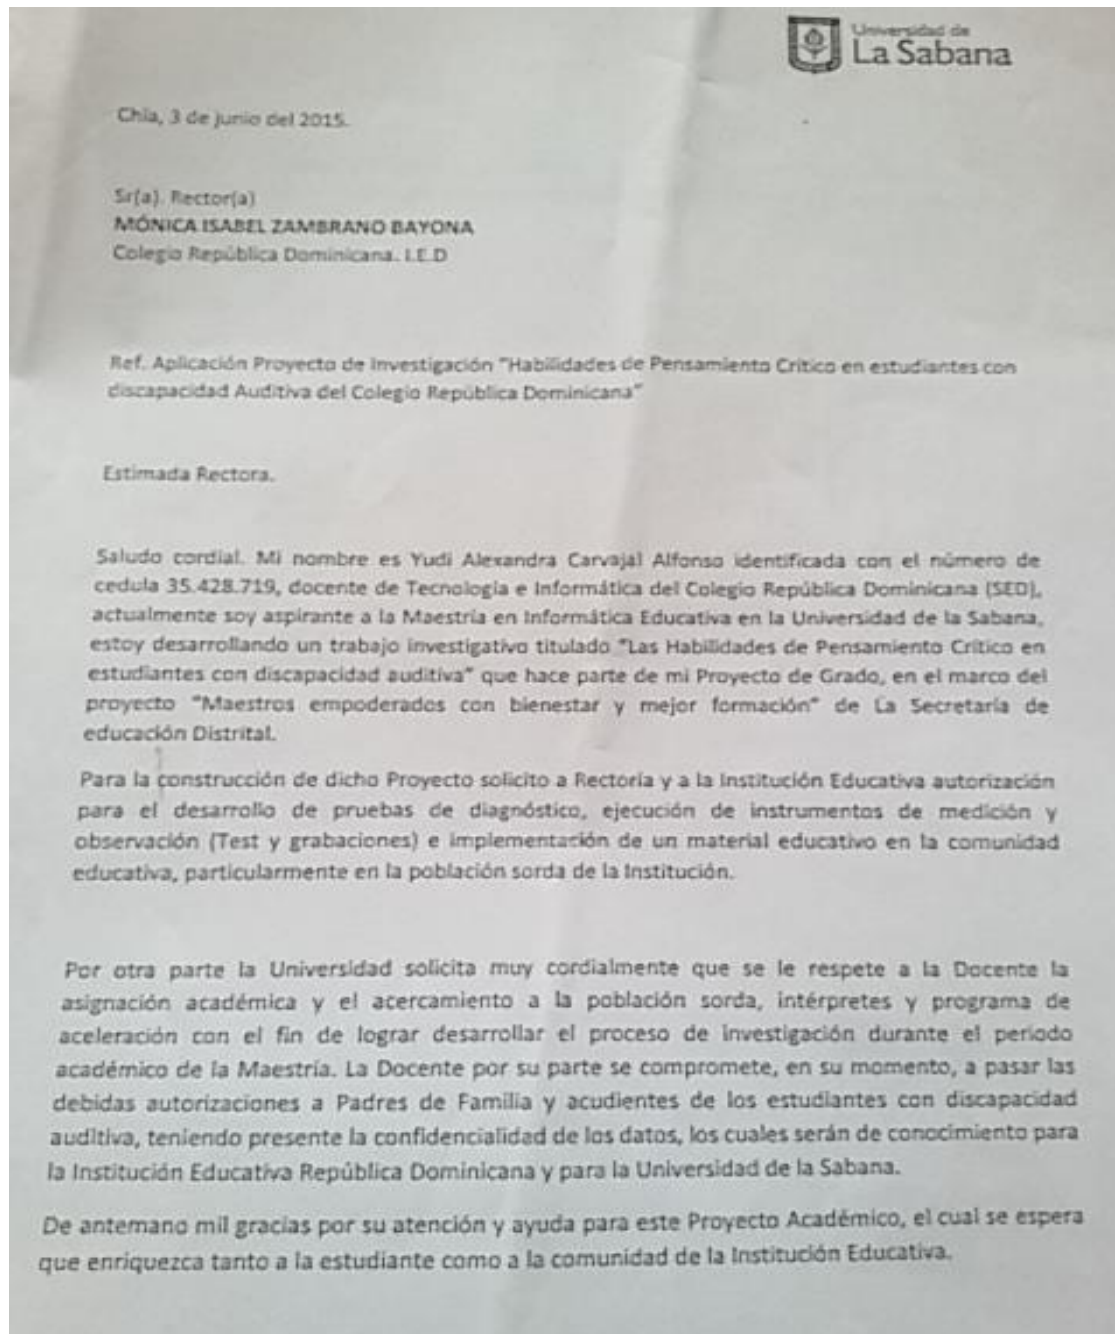 Universidad de
La Sabana
Chía, 3 de junio del 2015.
Sr(a). Rector(a)
MÓNICA ISABEL ZAMBRANO BAYONA
Colegio República Dominicana. I.E.D
Ref. Aplicación Proyecto de Investigación "Habilidades de Pensamiento Crítico en estudiantes con
discapacidad Auditiva del Colegio República Dominicana"
Estimada Rectora.
Saludo cordial. Mi nombre es Yudi Alexandra Carvajal Alfonso identificada con el número de
cedula 35.428.719, docente de Tecnología e Informática del Colegio República Dominicana (SED),
actualmente soy aspirante a la Maestría en Informática Educativa en la Universidad de la Sabana,
estoy desarrollando un trabajo investigativo titulado "Las Habilidades de Pensamiento Crítico en
estudiantes con discapacidad auditiva" que hace parte de mi Proyecto de Grado, en el marco del
proyecto "Maestros empoderados con bienestar y mejor formación" de La Secretaría de
educación Distrital.
Para la construcción de dicho Proyecto solicito a Rectoría y a la Institución Educativa autorización
para el desarrollo de pruebas de diagnóstico, ejecución de instrumentos de medición y
observación (Test y grabaciones) e implementación de un material educativo en la comunidad
educativa, particularmente en la población sorda de la Institución.
Por otra parte la Universidad solicita muy cordialmente que se le respete a la Docente la
asignación académica y el acercamiento a la población sorda, intérpretes y programa de
aceleración con el fin de lograr desarrollar el proceso de investigación durante el periodo
académico de la Maestría. La Docente por su parte se compromete, en su momento, a pasar las
debidas autorizaciones a Padres de Familia y acudientes de los estudiantes con discapacidad
auditiva, teniendo presente la confidencialidad de los datos, los cuales serán de conocimiento para
la Institución Educativa República Dominicana y para la Universidad de la Sabana.
De antemano mil gracias por su atención y ayuda para este Proyecto Académico, el cual se espera
que enriquezca tanto a la estudiante como a la comunidad de la Institución Educativa.